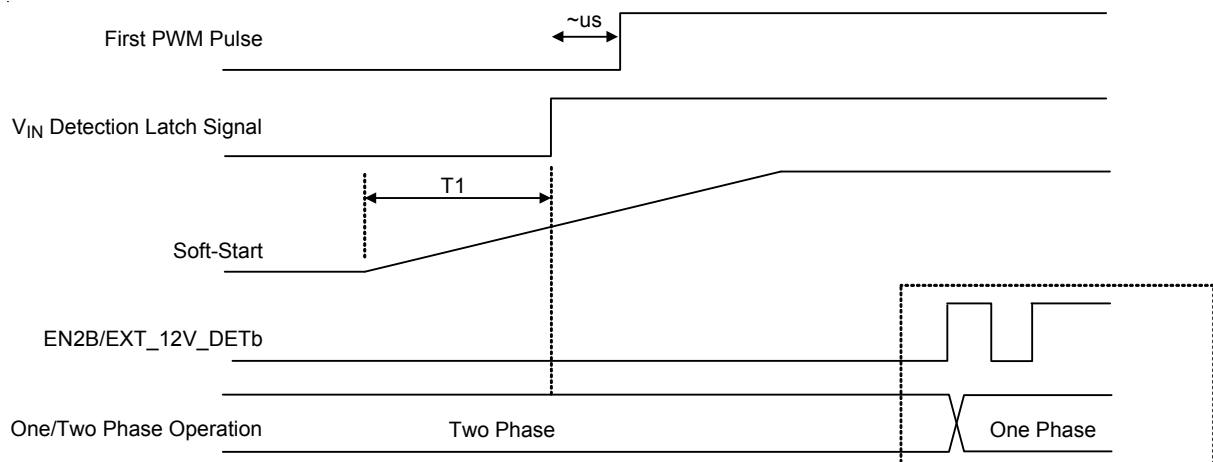 ~us
First PWM Pulse
VIN Detection Latch Signal
T1
Soft-Start
EN2B/EXT_12V_DETb
One/Two Phase Operation
Two Phase
One Phase